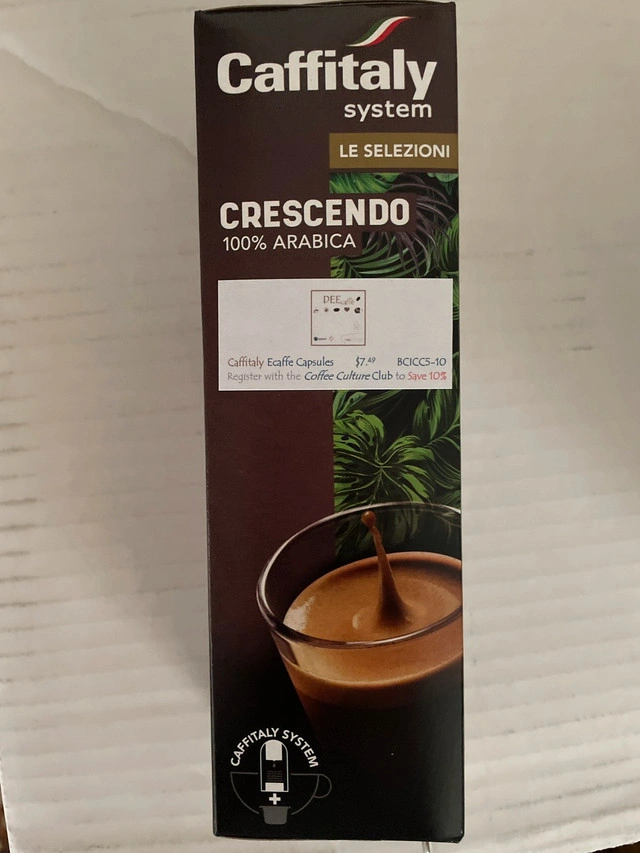 Caffitaly
system
LE SELEZIONI
CRESCENDO
100% ARABICA
DEEcaffe
Caffitaly Ecaffe Capsules $7.49 BCICC5-10
Register with the Coffee Culture Club to Save 10%
CAFFITALY SYSTEM